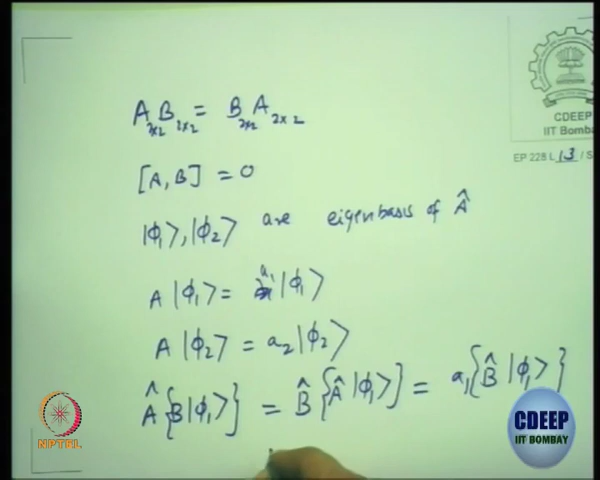 A₂ₓ₂ B₂ₓ₂ = B₂ₓ₂ A₂ₓ₂
[A, B] = 0
|ϕ₁⟩, |ϕ₂⟩ are eigenbasis of Â
A |ϕ₁⟩ = a₁ |ϕ₁⟩
A |ϕ₂⟩ = a₂ |ϕ₂⟩
Â {B|ϕ₁⟩} = B̂ {Â |ϕ₁⟩} = a₁ {B̂ |ϕ₁⟩}
CDEEP
IIT Bomba
EP 228 L 13 / S
NPTEL
CDEEP
IIT BOMBAY